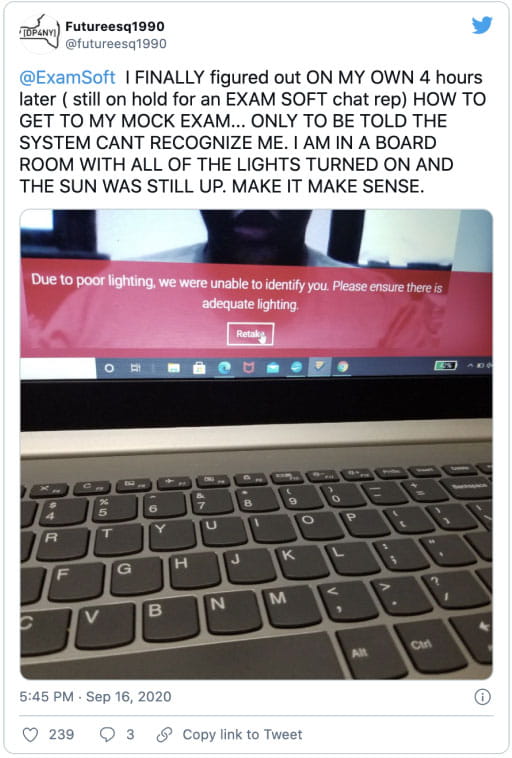 [DP4NY]
Futureesq1990
@futureesq1990
@ExamSoft I FINALLY figured out ON MY OWN 4 hours
later ( still on hold for an EXAM SOFT chat rep) HOW TO
GET TO MY MOCK EXAM... ONLY TO BE TOLD THE
SYSTEM CANT RECOGNIZE ME. I AM IN A BOARD
ROOM WITH ALL OF THE LIGHTS TURNED ON AND
THE SUN WAS STILL UP. MAKE IT MAKE SENSE.
Due to poor lighting, we were unable to identify you. Please ensure there is
adequate lighting.
Retake
Backspace
$ % ^ & * ( )
4 5 6 7 8 9 0
R T Y U I O P
F G H J K L
C V B N M
Alt Ctrl
5:45 PM · Sep 16, 2020
239 3 Copy link to Tweet